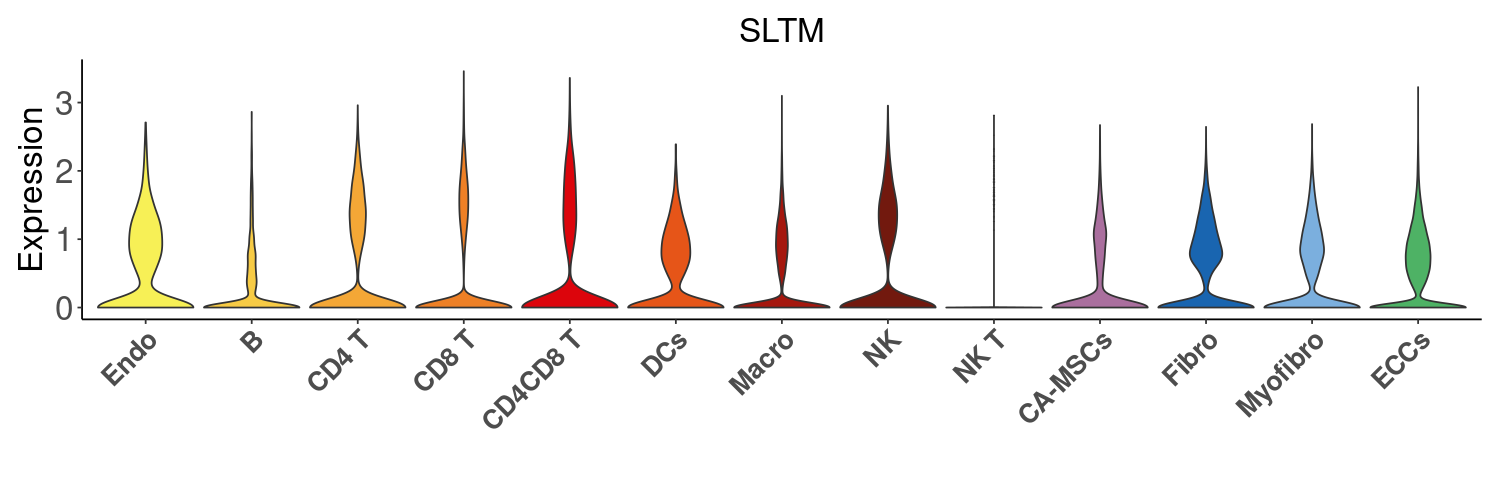 SLTM
Expression
3
2
1
0
Endo
B
CD4 T
CD8 T
CD4CD8 T
DCs
Macro
NK
NK T
CA-MSCs
Fibro
Myofibro
ECCs